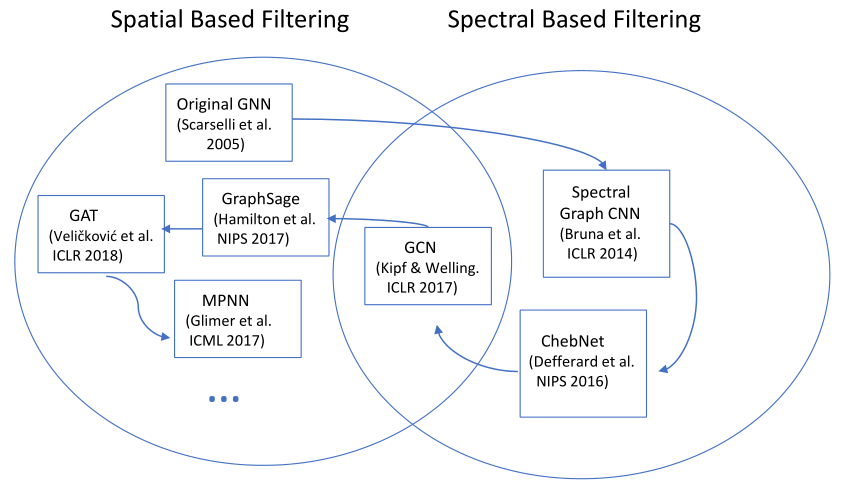 Spatial Based Filtering
Spectral Based Filtering
Original GNN
(Scarselli et al.
2005)
Spectral
Graph CNN
(Bruna et al.
ICLR 2014)
GraphSage
(Hamilton et al.
NIPS 2017)
GAT
(Veličković et al.
ICLR 2018)
GCN
(Kipf & Welling.
ICLR 2017)
MPNN
(Glimer et al.
ICML 2017)
ChebNet
(Defferard et al.
NIPS 2016)
...